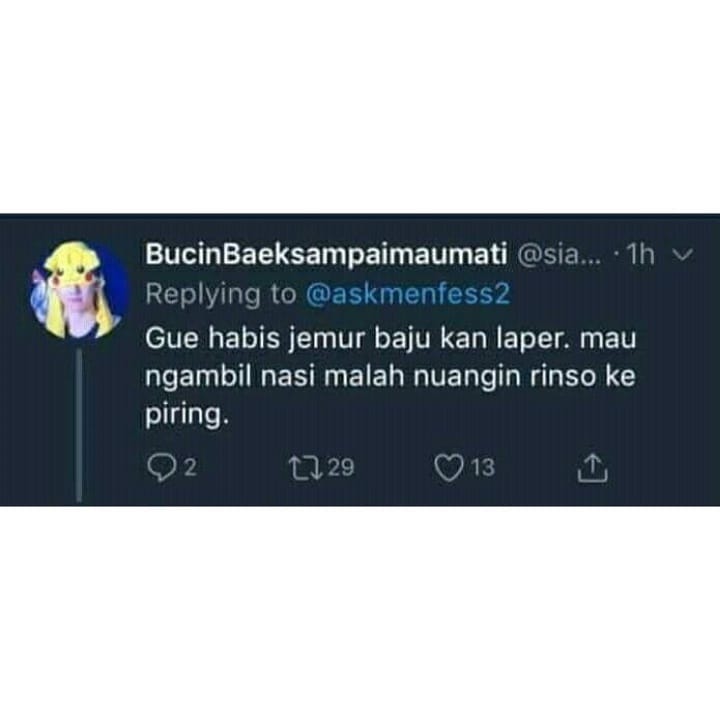 BucinBaeksampaimaumati @sia... · 1h
Replying to @askmenfess2
Gue habis jemur baju kan laper. mau
ngambil nasi malah nuangin rinso ke
piring.
2 29 13